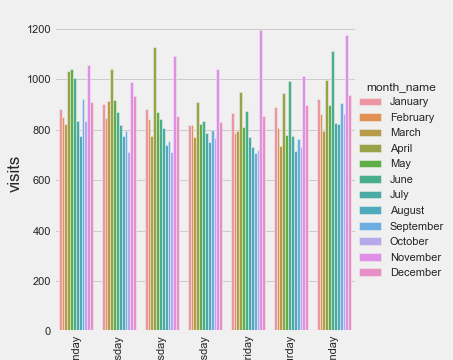 1200
1000
800
600
400
200
0
visits
nday
sday
sday
sday
riday
urday
nday
month_name
January
February
March
April
May
June
July
August
September
October
November
December